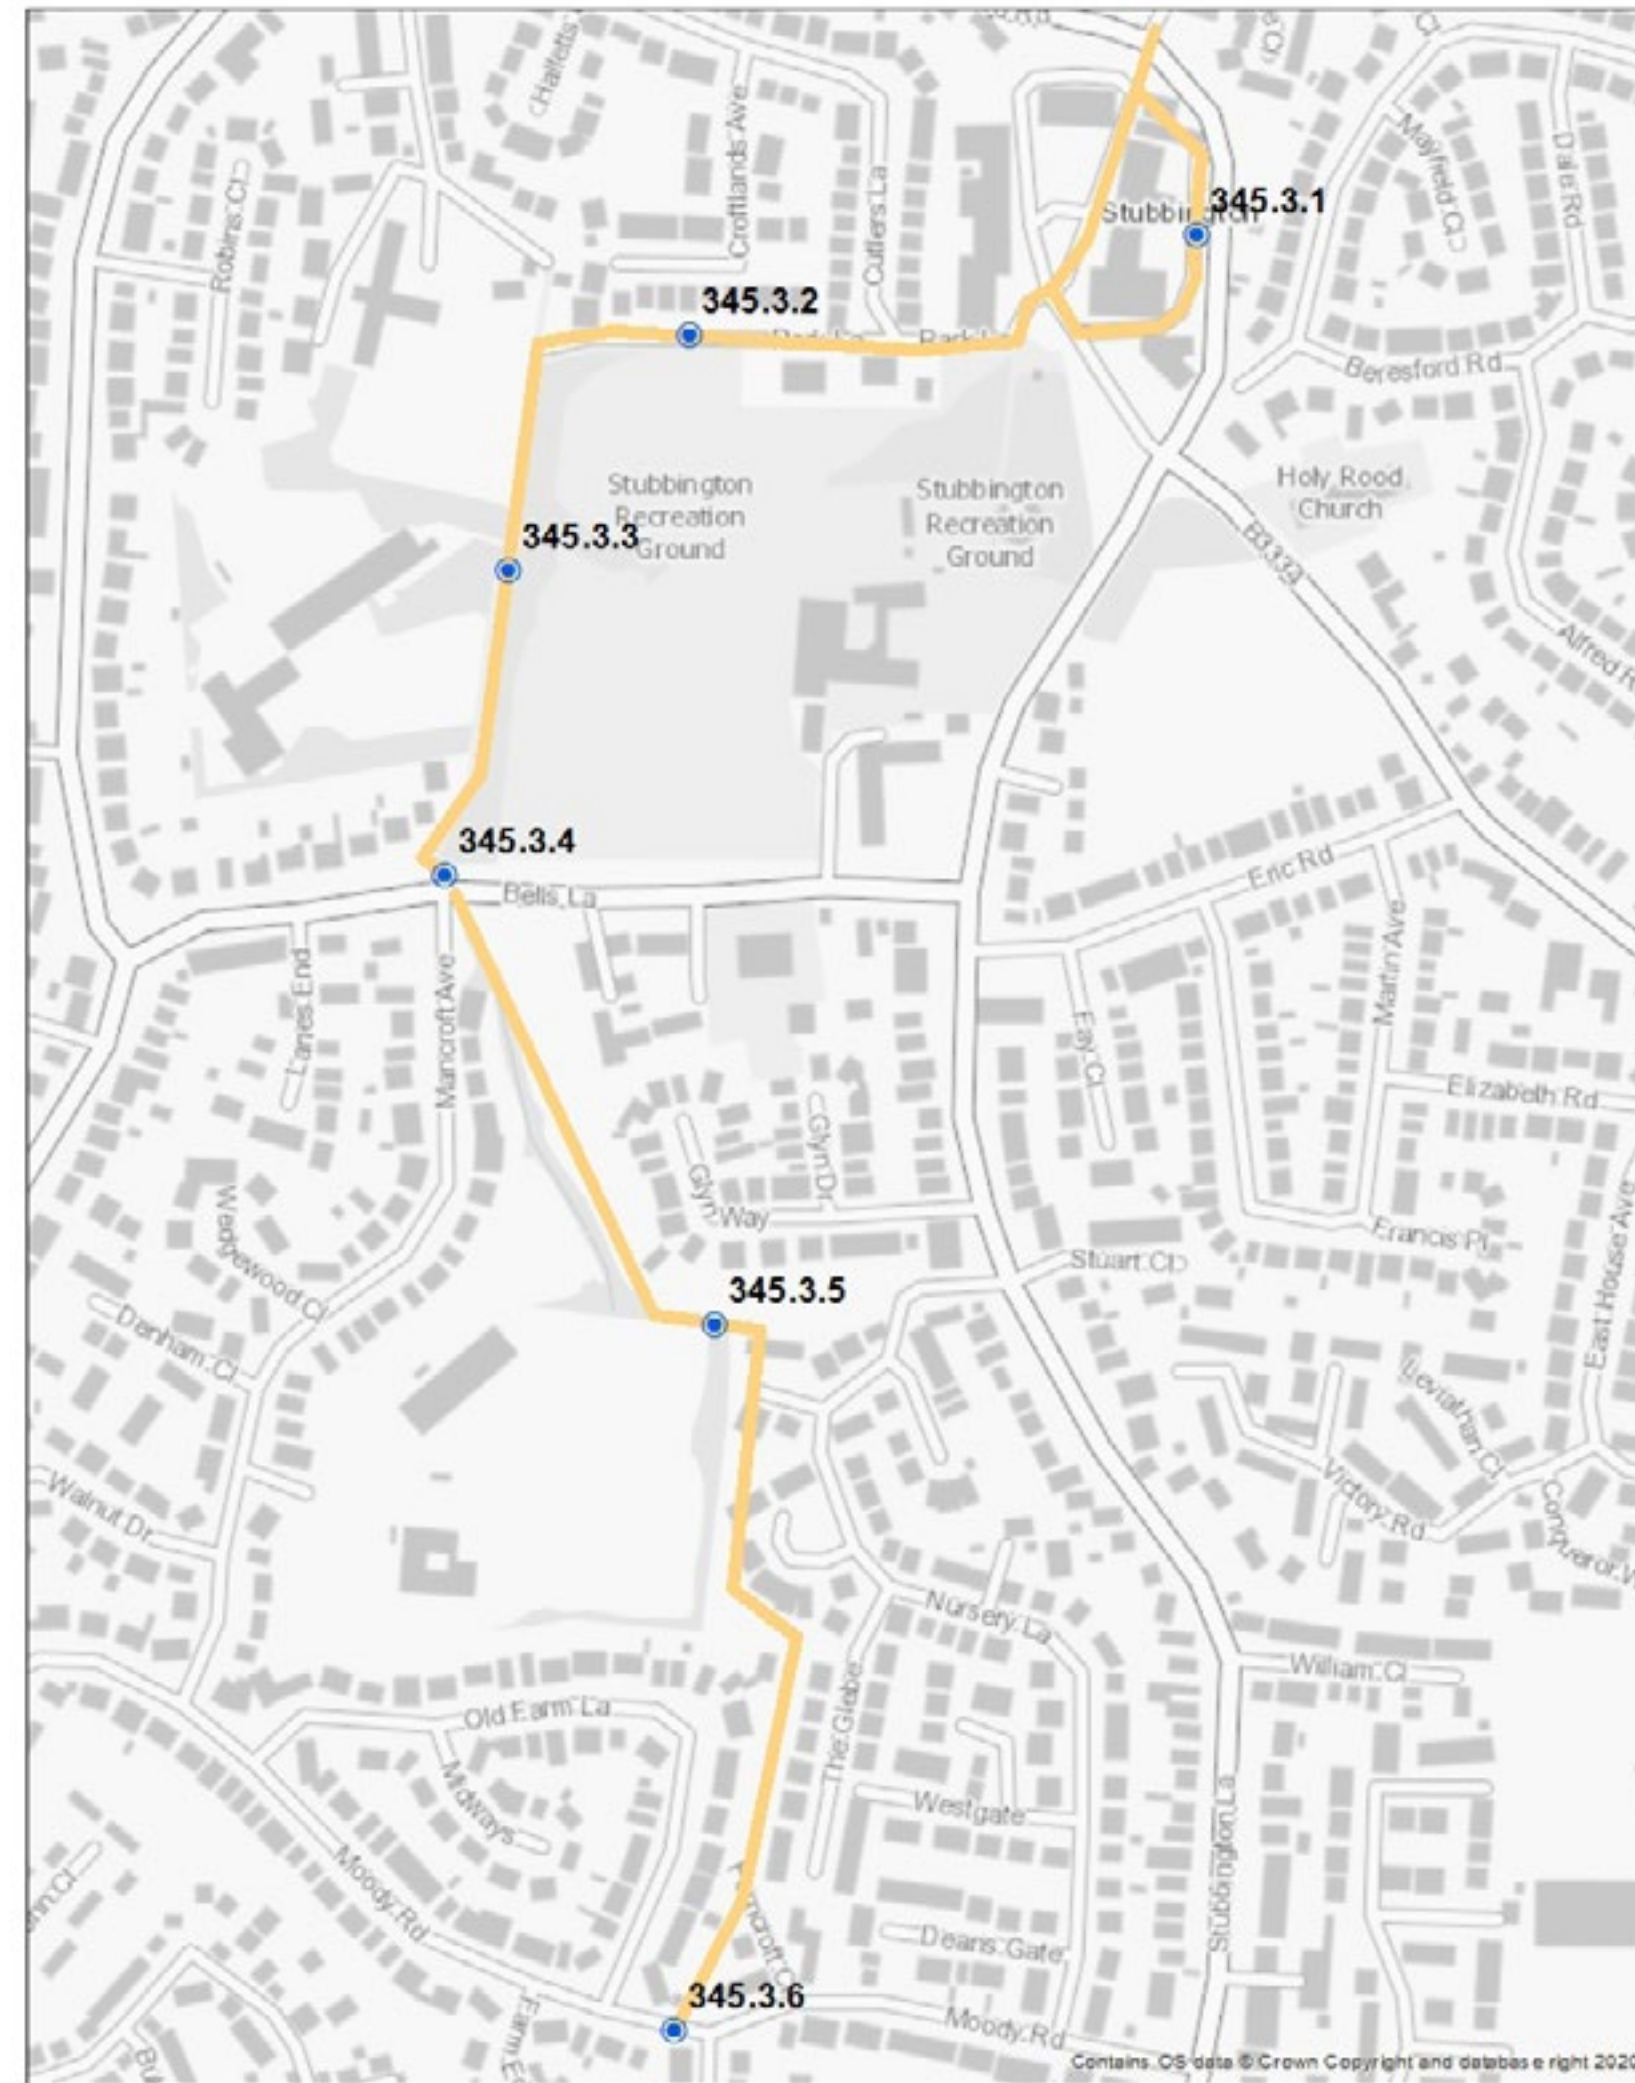 Halletts
Croftlands Ave
Cutlers La
Robins Cl
345.3.1
Stubbington
Mayfield Cl
Dale Rd
345.3.2
Park La
Park La
Beresford Rd
Stubbington
Recreation
Ground
Stubbington
Recreation
Ground
Holy Rood
Church
345.3.3
B3334
Alfred R
345.3.4
Bells La
Eric Rd
Martin Ave
Lanes End
Mancroft Ave
Fay Cl
Elizabeth Rd
Glyn Dr
Glyn Way
Wedgewood Cl
Francis Pl
Stuart Cl
East House Ave
345.3.5
Denham Cl
Leviathan Cl
Walnut Dr
Victory Rd
Conqueror W
Nursery La
William Cl
Old Farm La
The Glebe
Midways
Westgate
Stubbington La
Moody Rd
Deans Gate
345.3.6
Moody Rd
Contains OS data © Crown Copyright and database right 2020